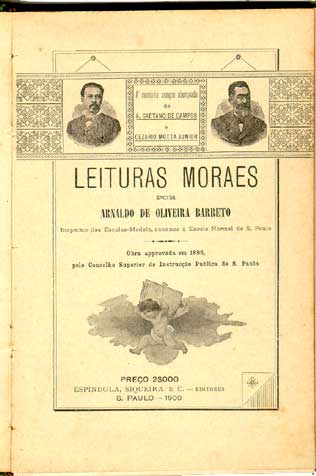 Á memoria sempre abençoada
de
A. CAETANO DE CAMPOS
e
CEZARIO MOTTA JUNIOR
LEITURAS MORAES
ARNALDO DE OLIVEIRA BARRETO
Inspector das Escolas-Modelo, annexas á Escola Normal de S. Paulo
Obra approvada em 1896,
pelo Conselho Superior de Instrucção Publica de S. Paulo
PREÇO 2$000
ESPINDOLA, SIQUEIRA & C. — EDITORES
S. PAULO — 1900